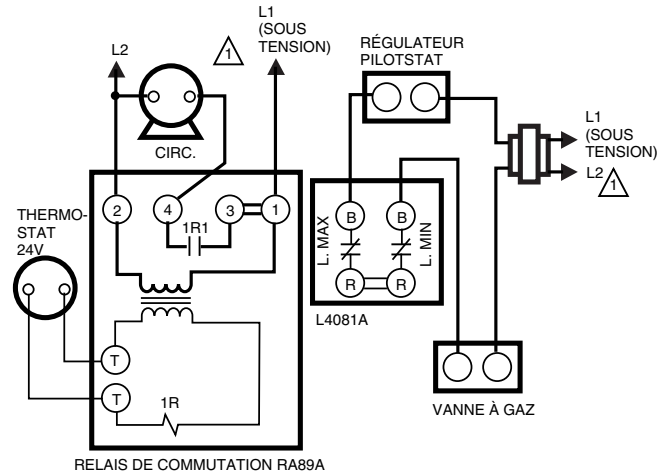 L1
(SOUS
TENSION)
L2
1
CIRC.
RÉGULATEUR
PILOTSTAT
L1
(SOUS
TENSION)
L2
1
THERMO-
STAT
24V
2
4
3
1
1R1
T
T
1R
RELAIS DE COMMUTATION RA89A
L. MAX
B
B
L. MIN
R
R
L4081A
VANNE À GAZ